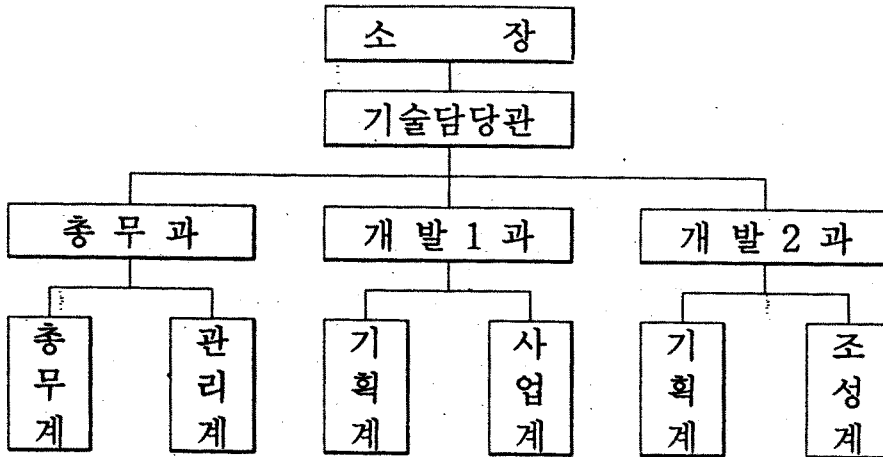 소 장
기술담당관
총 무 과
개 발 1 과
개 발 2 과
총무계
관리계
기획계
사업계
기획계
조성계